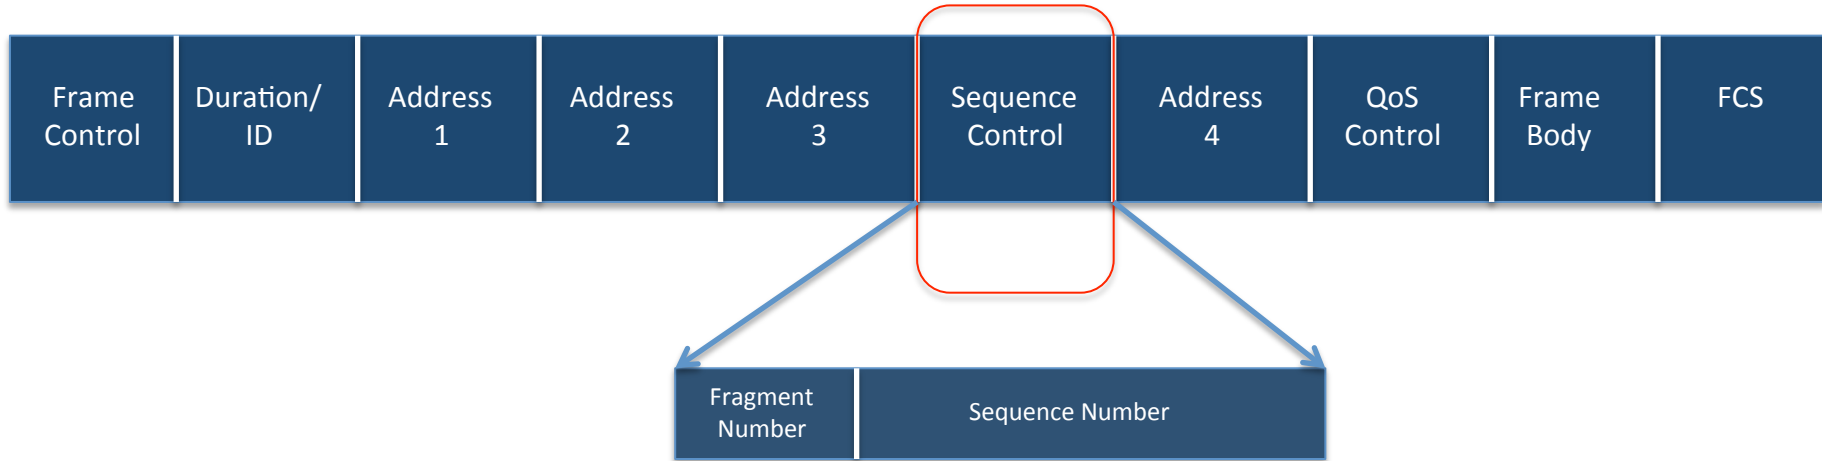 Frame
Control
Duration/
ID
Address
1
Address
2
Address
3
Sequence
Control
Address
4
QoS
Control
Frame
Body
FCS
Fragment
Number
Sequence Number